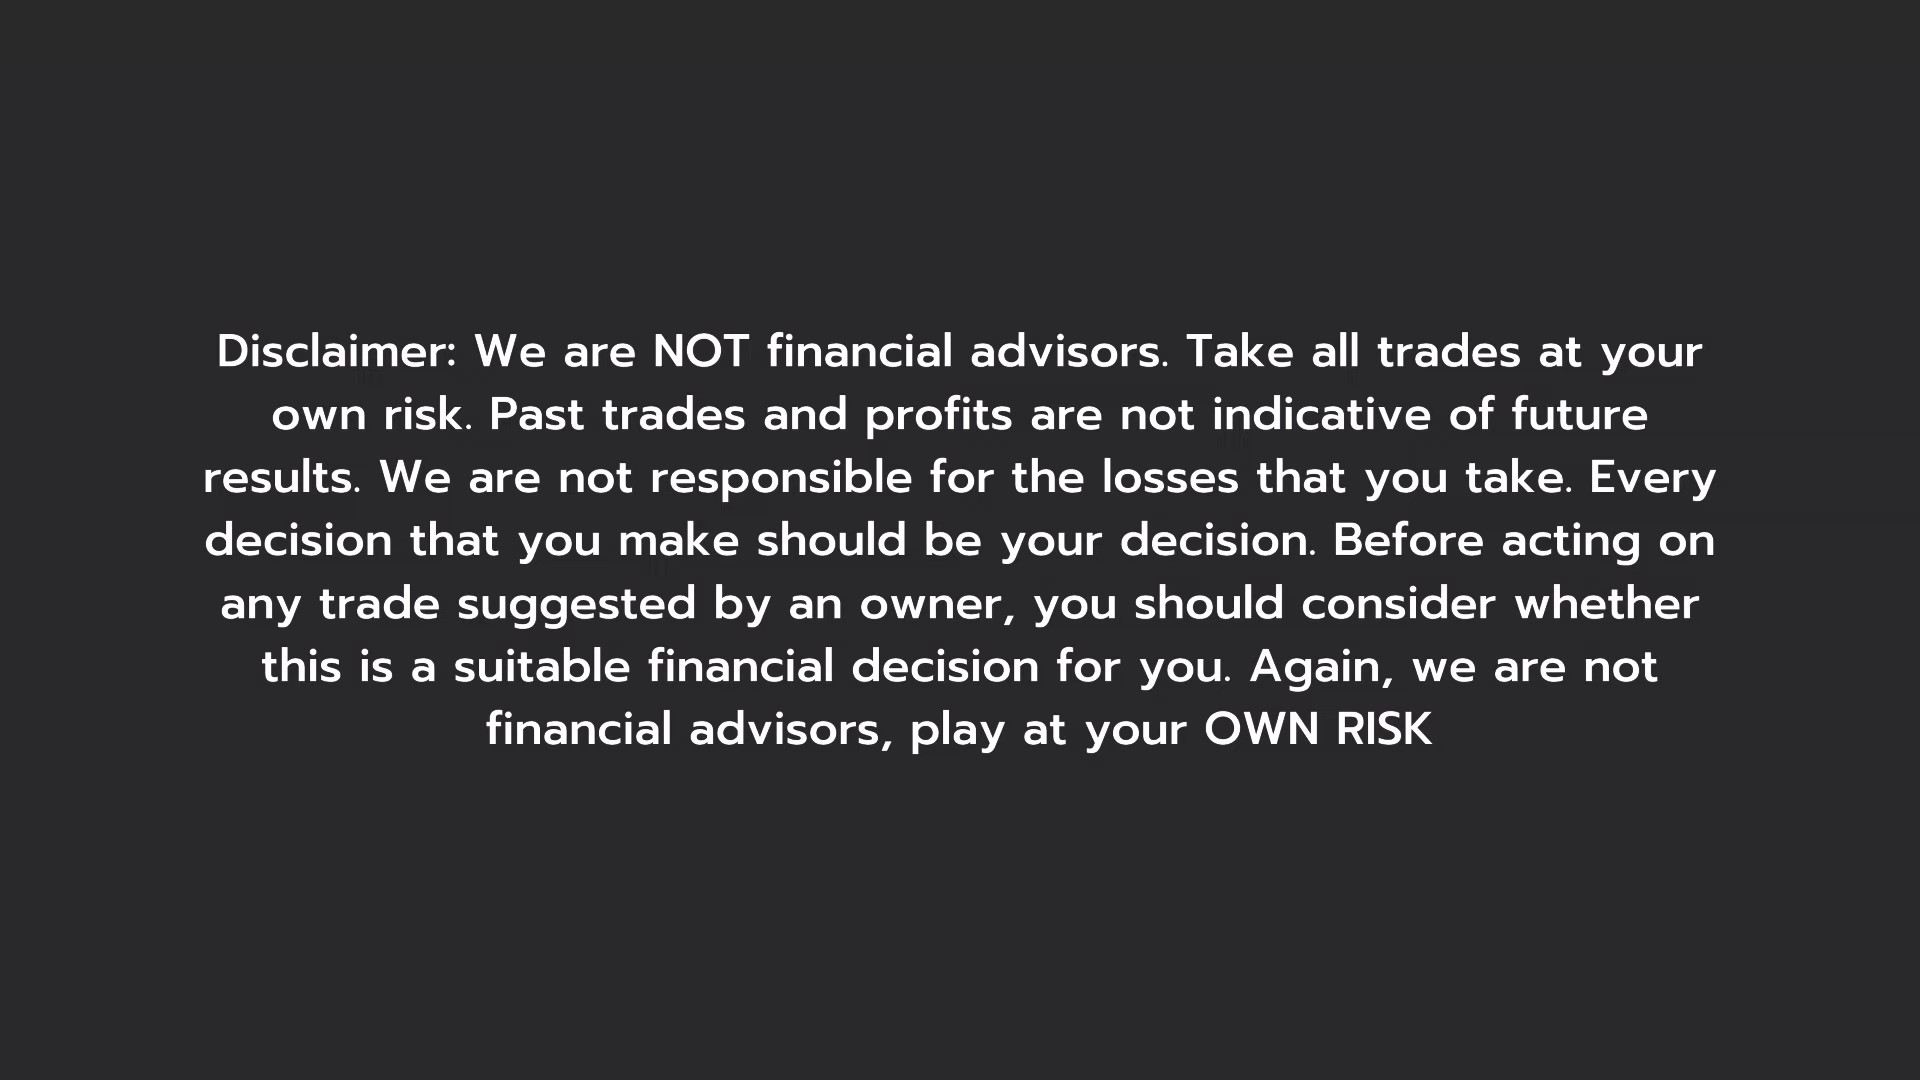 Disclaimer: We are NOT financial advisors. Take all trades at your
own risk. Past trades and profits are not indicative of future
results. We are not responsible for the losses that you take. Every
decision that you make should be your decision. Before acting on
any trade suggested by an owner, you should consider whether
this is a suitable financial decision for you. Again, we are not
financial advisors, play at your OWN RISK